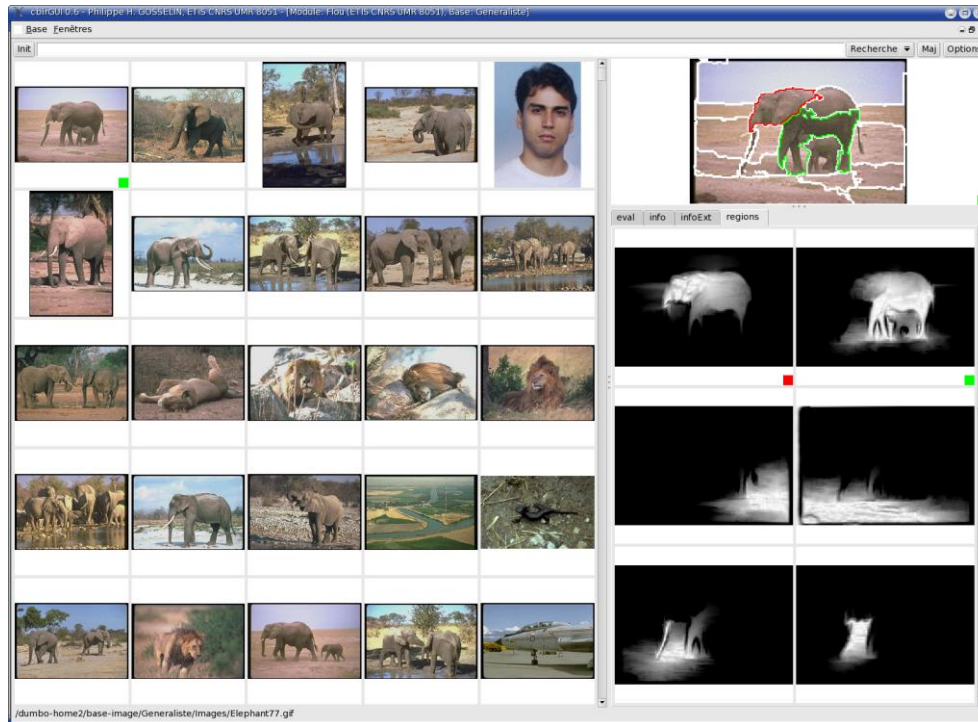 cbirGUI 0.6 - Philippe H. GOSSELIN, ETIS CNRS UMR 8051 - [Module: Flou (ETIS CNRS UMR 8051), Base: Generaliste]
Base Fenêtres
Init Recherche Maj Option
eval info infoExt regions
/dumbo-home2/base-image/Generaliste/Images/Elephant77.gif